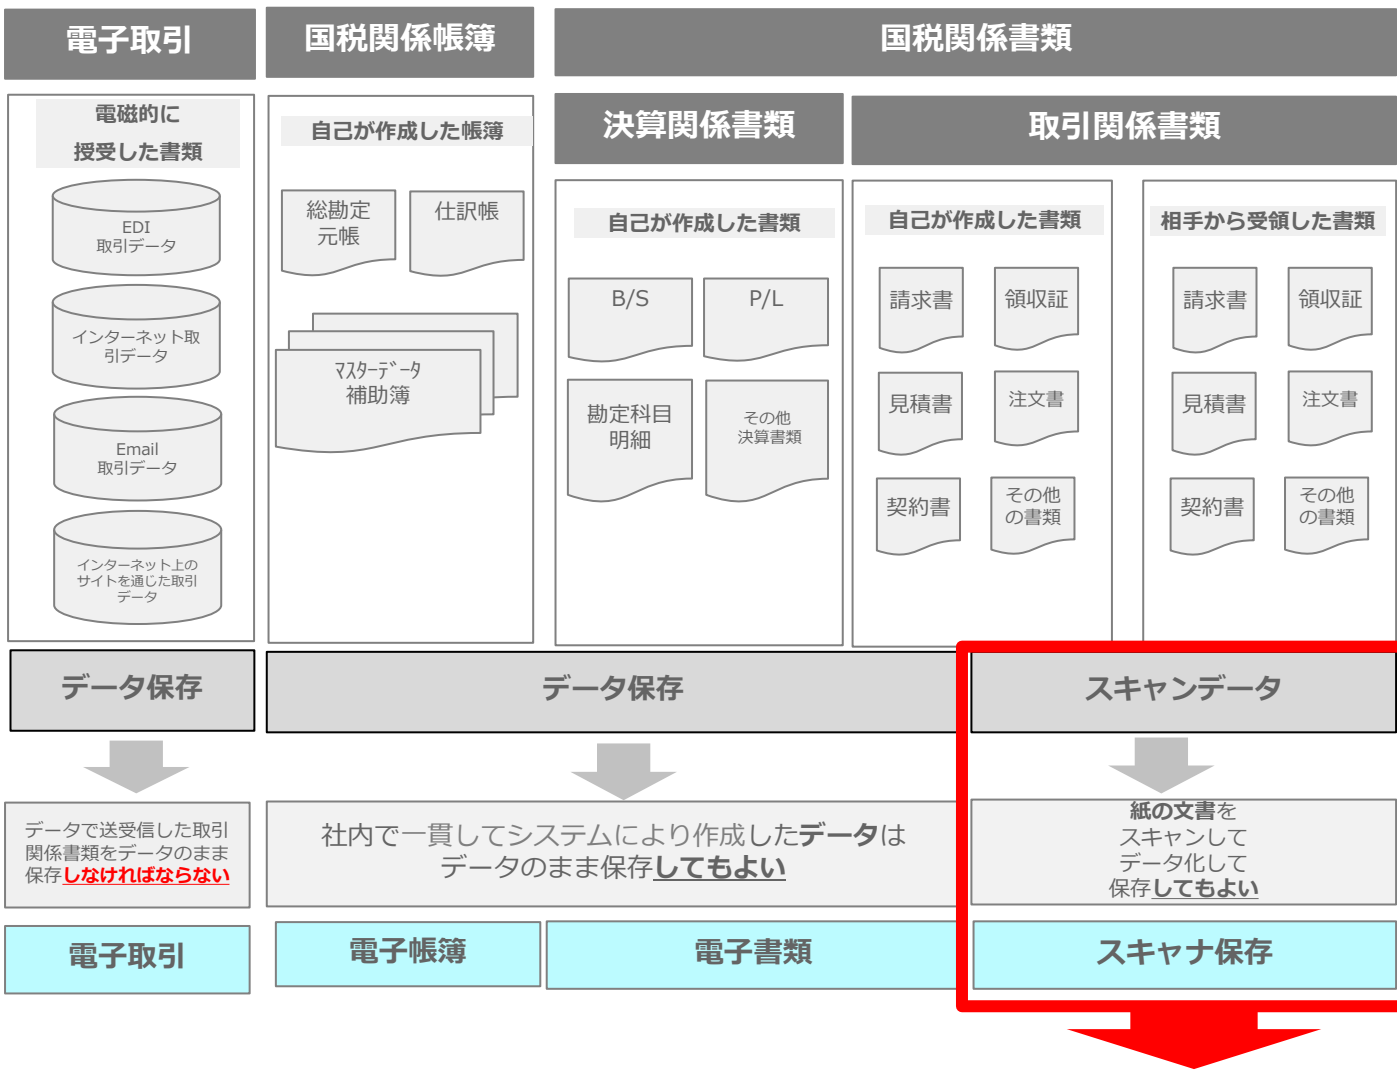 電子取引
国税関係帳簿
国税関係書類
電磁的に
授受した書類
自己が作成した帳簿
決算関係書類
取引関係書類
EDI
取引データ
インターネット取
引データ
Email
取引データ
インターネット上の
サイトを通じた取引
データ
総勘定
元帳
仕訳帳
ﾏｽﾀｰﾃﾞｰﾀ
補助簿
自己が作成した書類
B/S
P/L
勘定科目
明細
その他
決算書類
自己が作成した書類
請求書
領収証
見積書
注文書
契約書
その他
の書類
相手から受領した書類
請求書
領収証
見積書
注文書
契約書
その他
の書類
データ保存
データ保存
スキャンデータ
データで送受信した取引
関係書類をデータのまま
保存しなければならない
社内で一貫してシステムにより作成したデータは
データのまま保存してもよい
紙の文書を
スキャンして
データ化して
保存してもよい
電子取引
電子帳簿
電子書類
スキャナ保存